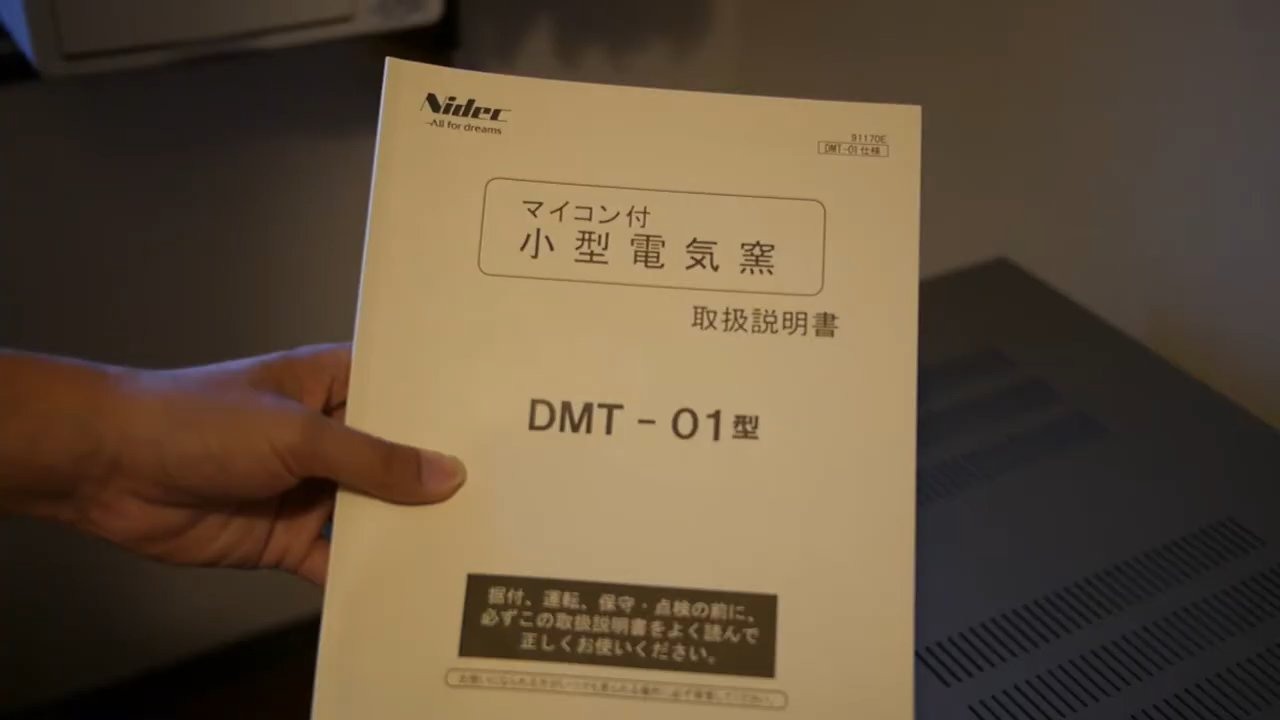 Nidec
-All for dreams
91170E
DMT-01仕様
マイコン付
小型電気窯
取扱説明書
DMT-01型
据付、運転、保守・点検の前に、
必ずこの取扱説明書をよく読んで
正しくお使いください。